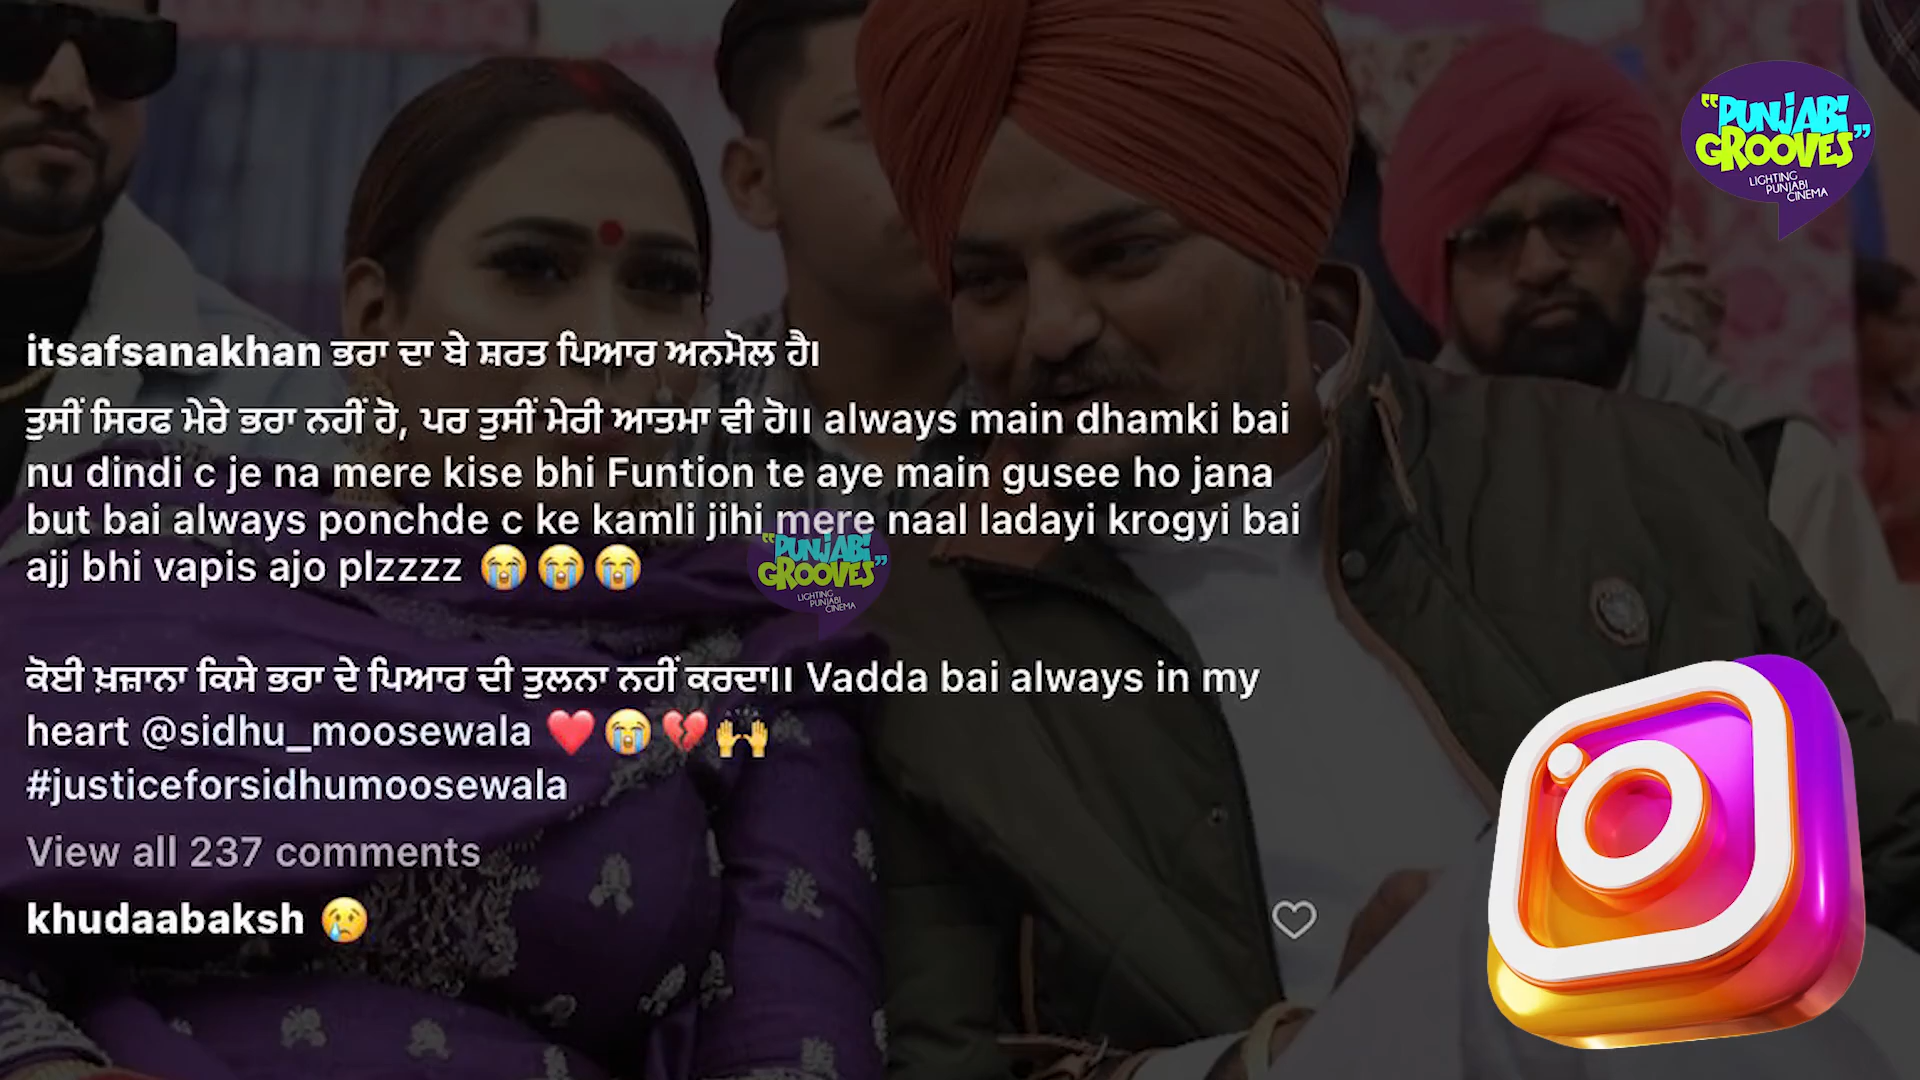 itsafsanakhan ਭਰਾ ਦਾ ਬੇ ਸ਼ਰਤ ਪਿਆਰ ਅਨਮੋਲ ਹੈ।
ਤੁਸੀਂ ਸਿਰਫ ਮੇਰੇ ਭਰਾ ਨਹੀਂ ਹੋ, ਪਰ ਤੁਸੀਂ ਮੇਰੀ ਆਤਮਾ ਵੀ ਹੋ।। always main dhamki bai
nu dindi c je na mere kise bhi Funtion te aye main gusee ho jana
but bai always ponchde c ke kamli jihi mere naal ladayi krogyi bai
ajj bhi vapis ajo plzzzz 😭😭😭
ਕੋਈ ਖ਼ਜ਼ਾਨਾ ਕਿਸੇ ਭਰਾ ਦੇ ਪਿਆਰ ਦੀ ਤੁਲਨਾ ਨਹੀਂ ਕਰਦਾ।। Vadda bai always in my
heart @sidhu_moosewala ❤️😭💔🙌
#justiceforsidhumoosewala
View all 237 comments
khudaabaksh 😢
"PUNJABI
GROOVES"
LIGHTING
PUNJABI
CINEMA
"PUNJABI
GROOVES"
LIGHTING
PUNJABI
CINEMA